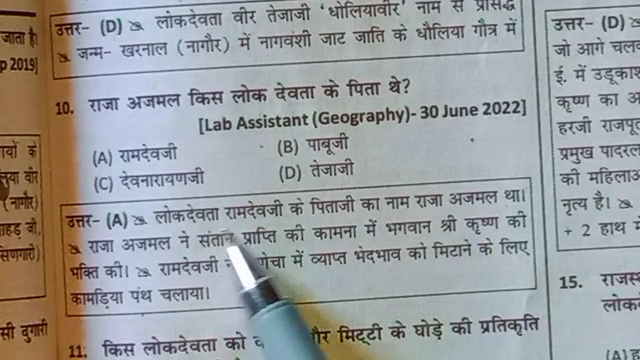 उत्तर- (D) ⦥ लोकदेवता वीर तेजाजी 'धोलियावीर' नाम से प्रसिद्ध
⦥ जन्म- खरनाल (नागौर) में नागवंशी जाट जाति के धौलिया गौत्र में
10. राजा अजमल किस लोक देवता के पिता थे?
[Lab Assistant (Geography)- 30 June 2022]
(A) रामदेवजी (B) पाबूजी
(C) देवनारायणजी (D) तेजाजी
उत्तर- (A) ⦥ लोकदेवता रामदेवजी के पिताजी का नाम राजा अजमल था।
⦥ राजा अजमल ने संतान प्राप्ति की कामना में भगवान श्री कृष्ण की
भक्ति की। ⦥ रामदेवजी में व्याप्त भेदभाव को मिटाने के लिए
कामड़िया पंथ चलाया।
11. किस लोकदेवता को मिट्टी के घोड़े की प्रतिकृति
जाता है।
2019]
यों के
वीर
(नागौर)
जी,
सी दुगारी
उत्तर- (D) ⦥
जो आगे चल
ई. में
कृष्ण का
हरजी राजपू
प्रमुख पादरल
की महिला
नृत्य है। ⦥
÷ 2 हाथ
15. राजस्
लोक
(A)